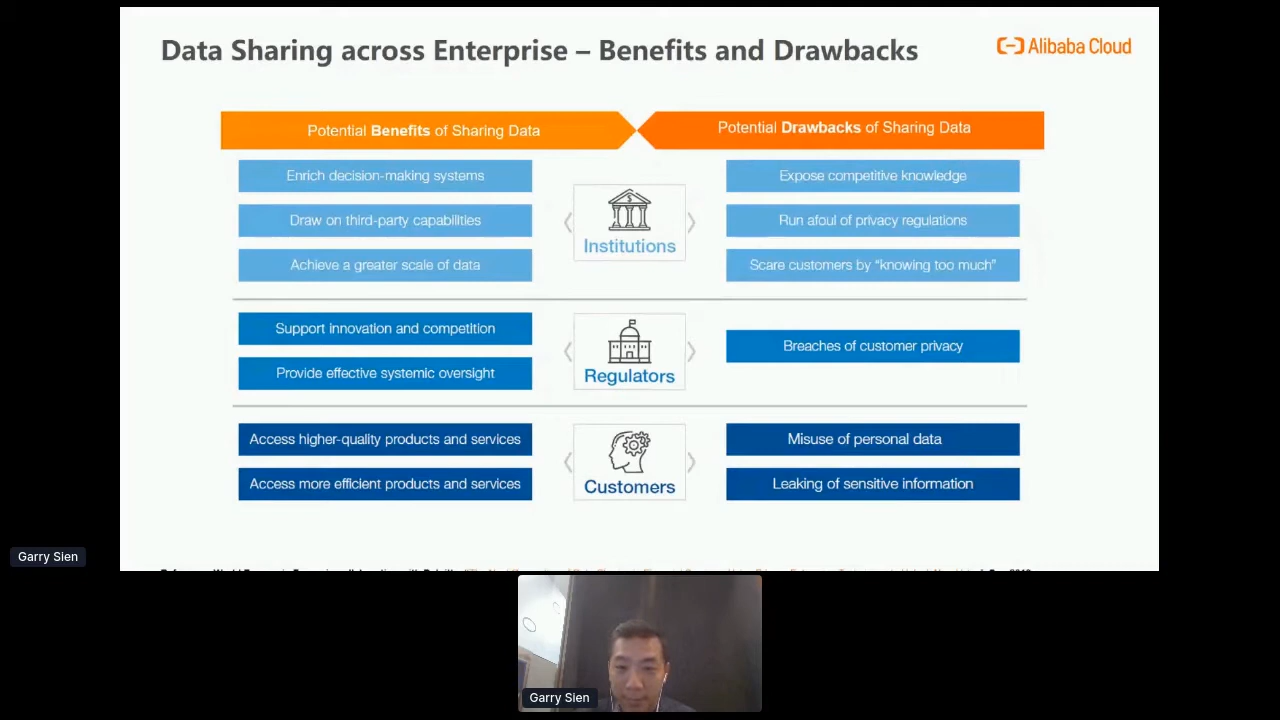 Data Sharing across Enterprise – Benefits and Drawbacks
Alibaba Cloud
Potential Benefits of Sharing Data
Potential Drawbacks of Sharing Data
Enrich decision-making systems
Draw on third-party capabilities
Achieve a greater scale of data
Institutions
Expose competitive knowledge
Run afoul of privacy regulations
Scare customers by “knowing too much”
Support innovation and competition
Provide effective systemic oversight
Regulators
Breaches of customer privacy
Access higher-quality products and services
Access more efficient products and services
Customers
Misuse of personal data
Leaking of sensitive information
Garry Sien
Garry Sien